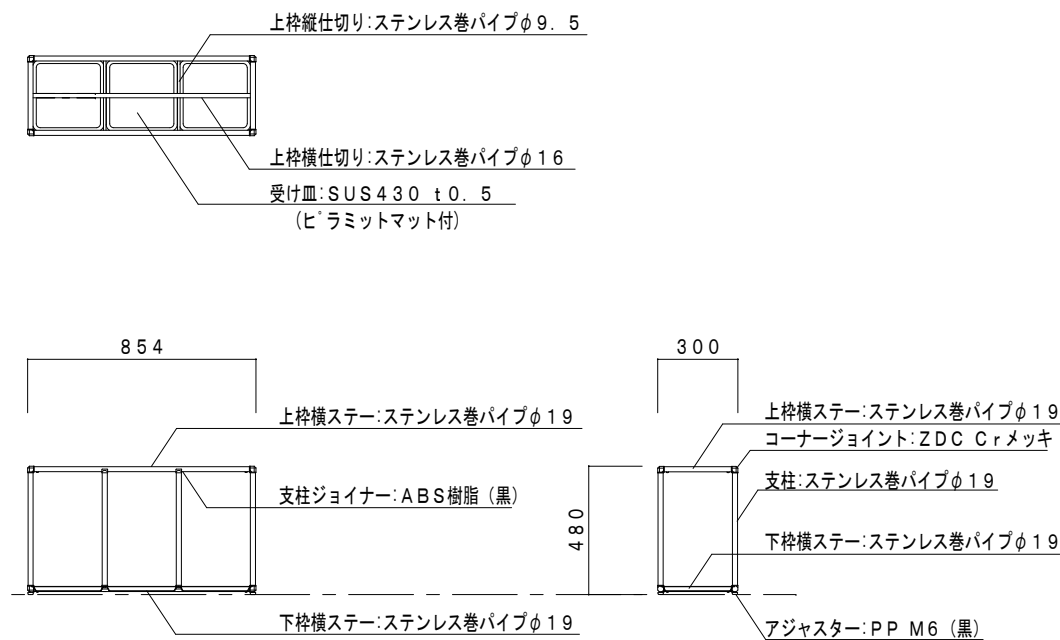 上枠縦仕切り:ステンレス巻パイプφ9.5
上枠横仕切り:ステンレス巻パイプφ16
受け皿:SUS430 t0.5
(ピラミットマット付)
854
300
上枠横ステー:ステンレス巻パイプφ19
支柱ジョイナー:ABS樹脂(黒)
下枠横ステー:ステンレス巻パイプφ19
480
上枠横ステー:ステンレス巻パイプφ19
コーナージョイント:ZDC Crメッキ
支柱:ステンレス巻パイプφ19
下枠横ステー:ステンレス巻パイプφ19
アジャスター:PP M6(黒)